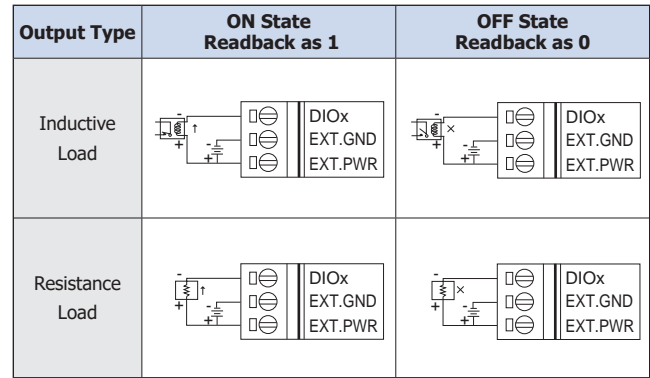 Output Type
ON State
Readback as 1
OFF State
Readback as 0
Inductive
Load
- 
+
-
+
DIOx
EXT.GND
EXT.PWR
-
+
-
+
DIOx
EXT.GND
EXT.PWR
Resistance
Load
-
+
-
+
DIOx
EXT.GND
EXT.PWR
-
+
-
+
DIOx
EXT.GND
EXT.PWR